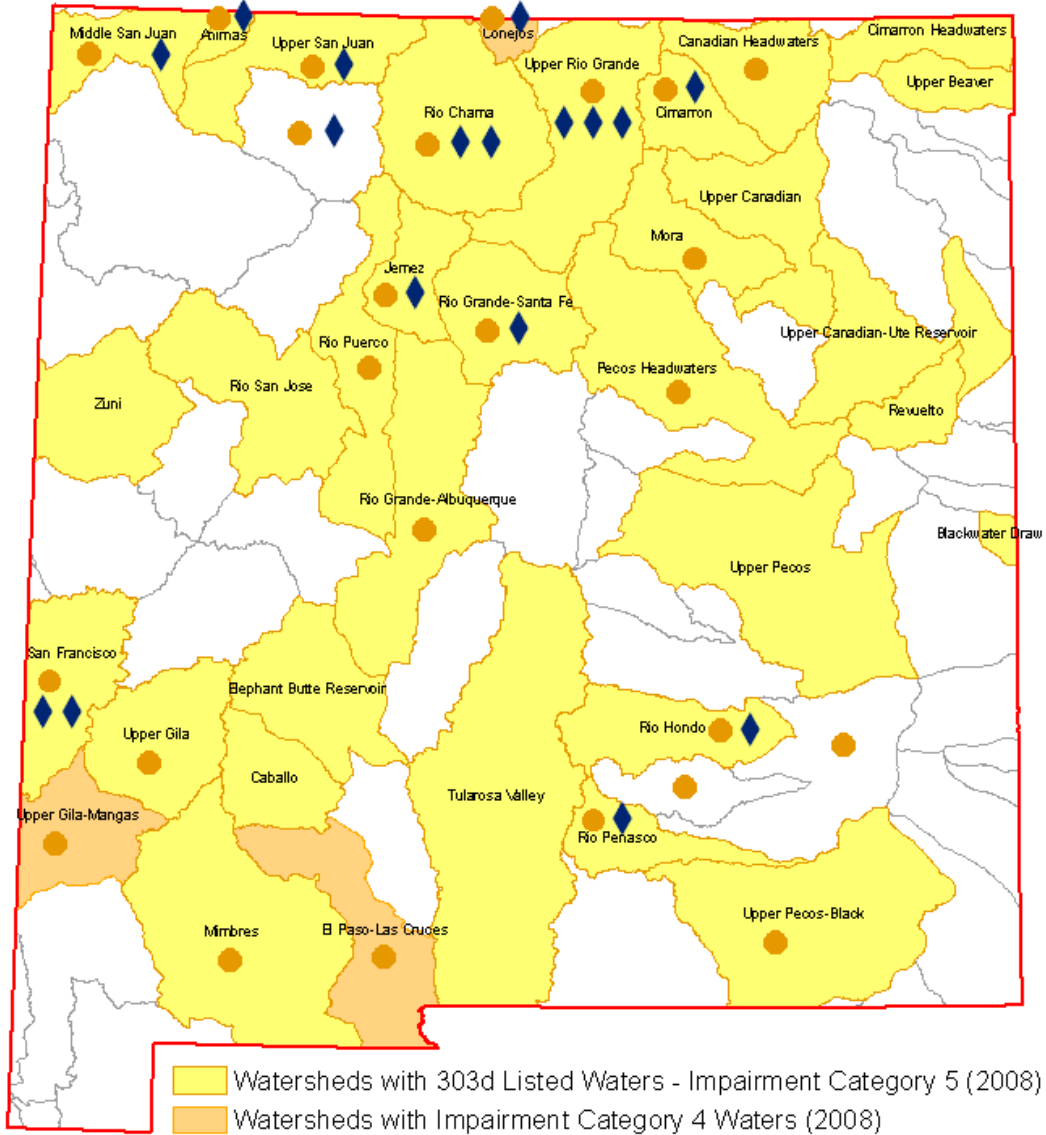 Middle San Juan
Animas
Upper San Juan
Conejos
Upper Rio Grande
Canadian Headwaters
Cimarron Headwaters
Upper Beaver
Rio Chama
Cimarron
Upper Canadian
Mora
Jemez
Rio Grande-Santa Fe
Upper Canadian-Ute Reservoir
Rio Puerco
Pecos Headwaters
Rio San Jose
Zuni
Revuelto
Rio Grande-Albuquerque
Blackwater Draw
Upper Pecos
San Francisco
Elephant Butte Reservoir
Rio Hondo
Upper Gila
Caballo
Tularosa Valley
Upper Gila-Mangas
Rio Penasco
Upper Pecos-Black
Mimbres
El Paso-Las Cruces
Watersheds with 303d Listed Waters - Impairment Category 5 (2008)
Watersheds with Impairment Category 4 Waters (2008)